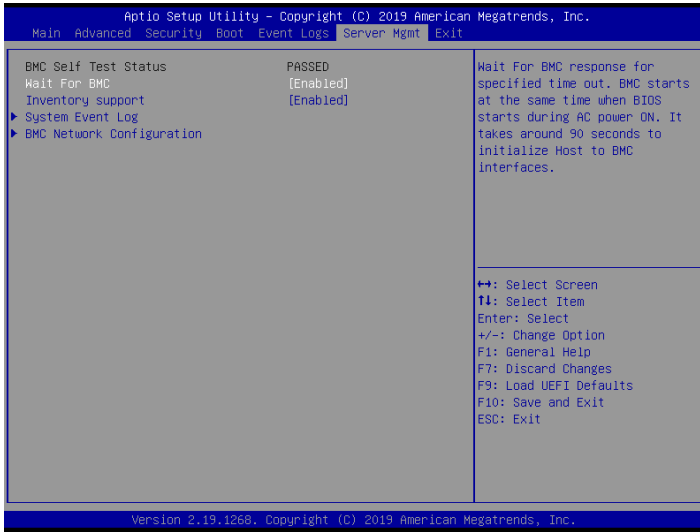 Aptio Setup Utility – Copyright (C) 2019 American Megatrends, Inc.
Main Advanced Security Boot Event Logs Server Mgmt Exit
BMC Self Test Status PASSED
Wait For BMC [Enabled]
Inventory support [Enabled]
System Event Log
BMC Network Configuration
Wait For BMC response for
specified time out. BMC starts
at the same time when BIOS
starts during AC power ON. It
takes around 90 seconds to
initialize Host to BMC
interfaces.
↔: Select Screen
↑↓: Select Item
Enter: Select
+/-: Change Option
F1: General Help
F7: Discard Changes
F9: Load UEFI Defaults
F10: Save and Exit
ESC: Exit
Version 2.19.1268. Copyright (C) 2019 American Megatrends, Inc.